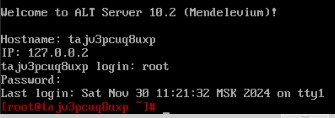 Welcome to ALT Server 10.2 (Mendelevium)!
Hostname: tajv3pcuq8uxp
IP: 127.0.0.2
tajv3pcuq8uxp login: root
Password:
Last login: Sat Nov 30 11:21:32 MSK 2024 on tty1
[root@tajv3pcuq8uxp ~]#